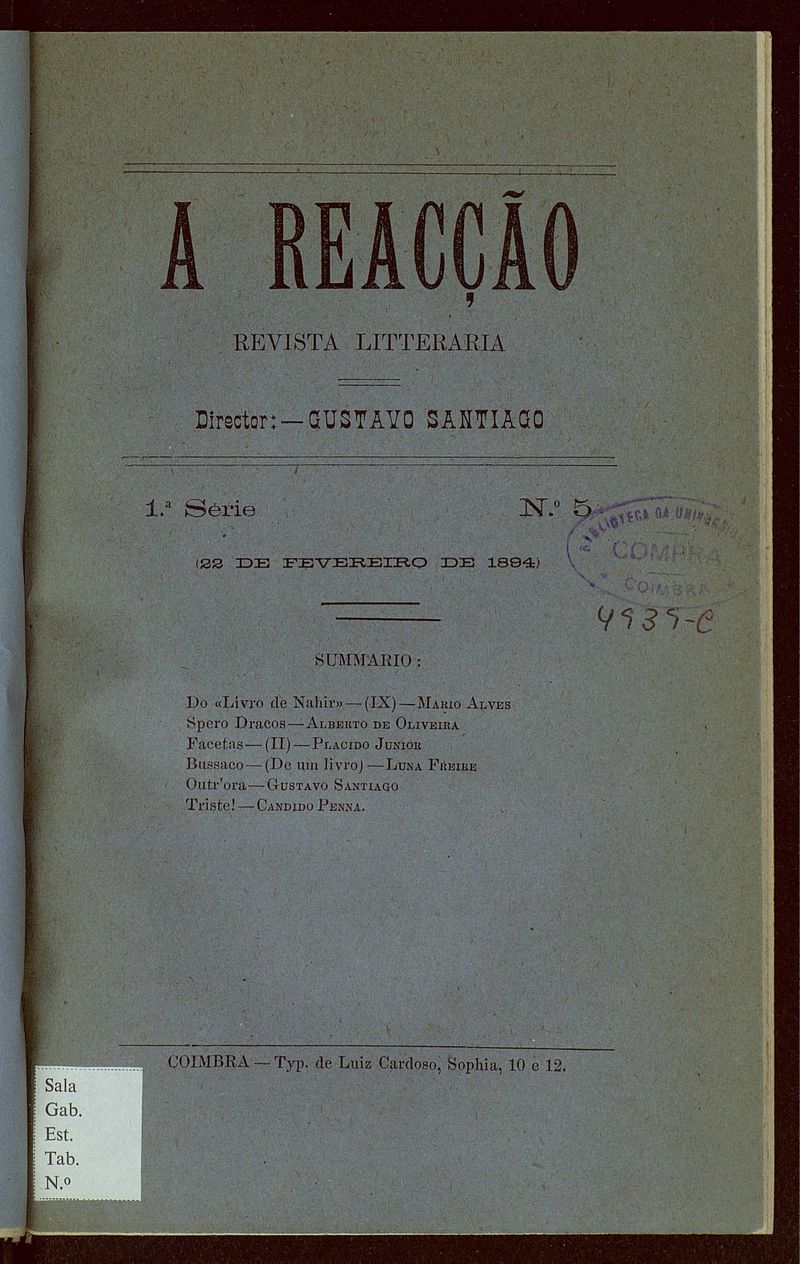 A REACÇÃO
REVISTA LITTERARIA
Director:—GUSTAVO SANTIAGO
1.ª Série N.º 5
(22 DE FEVEREIRO DE 1894)
BIBLIOTECA DA UNIVERSIDADE
COMPRA
* COIMBRA *
4939-C
SUMMARIO:
Do «Livro de Nahir»—(IX)—MARIO ALVES
Spero Dracos—ALBERTO DE OLIVEIRA
Facetas—(II)—PLACIDO JUNIOR
Bussaco—(De um livro)—LUNA FREIRE
Outr'ora—GUSTAVO SANTIAGO
Triste!—CANDIDO PENNA.
COIMBRA—Typ. de Luiz Cardoso, Sophia, 10 e 12.
Sala
Gab.
Est.
Tab.
N.º